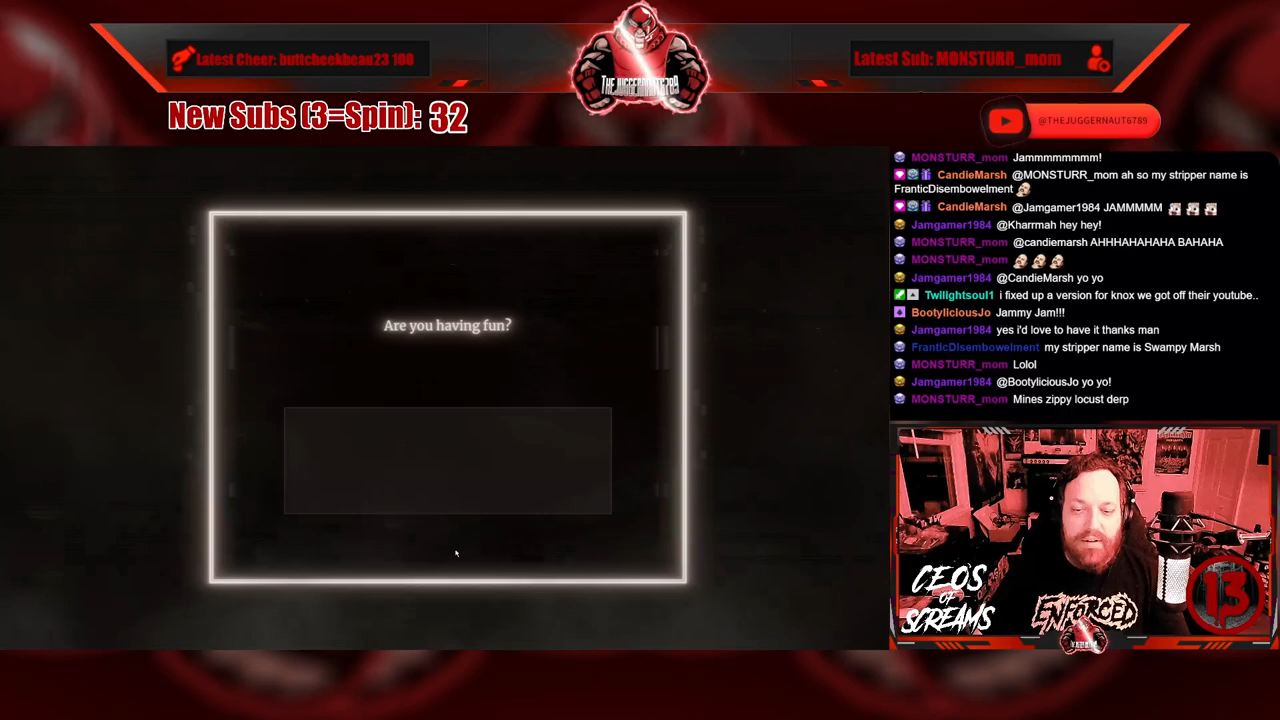 Latest Cheer: buttcheekbeau23 100
THEJUGGERNAUT6789
Latest Sub: MONSTURR_mom
New Subs (3=Spin): 32
@THEJUGGERNAUT6789
MONSTURR_mom Jammmmmmmm!
CandieMarsh @MONSTURR_mom ah so my stripper name is
FranticDisembowelment
CandieMarsh @Jamgamer1984 JAMMMMM
Jamgamer1984 @Kharrmah hey hey!
MONSTURR_mom @candiemarsh AHHHAHAHAHA BAHAHA
MONSTURR_mom
Jamgamer1984 @CandieMarsh yo yo
Twilightsoul1 i fixed up a version for knox we got off their youtube..
BootyliciousJo Jammy Jam!!!
Jamgamer1984 yes i'd love to have it thanks man
FranticDIsembowelment my stripper name is Swampy Marsh
MONSTURR_mom Lolol
Jamgamer1984 @BootyliciousJo yo yo!
MONSTURR_mom Mines zippy locust derp
Are you having fun?
CEOS
OF
SCREAMS
ENFORCED
13